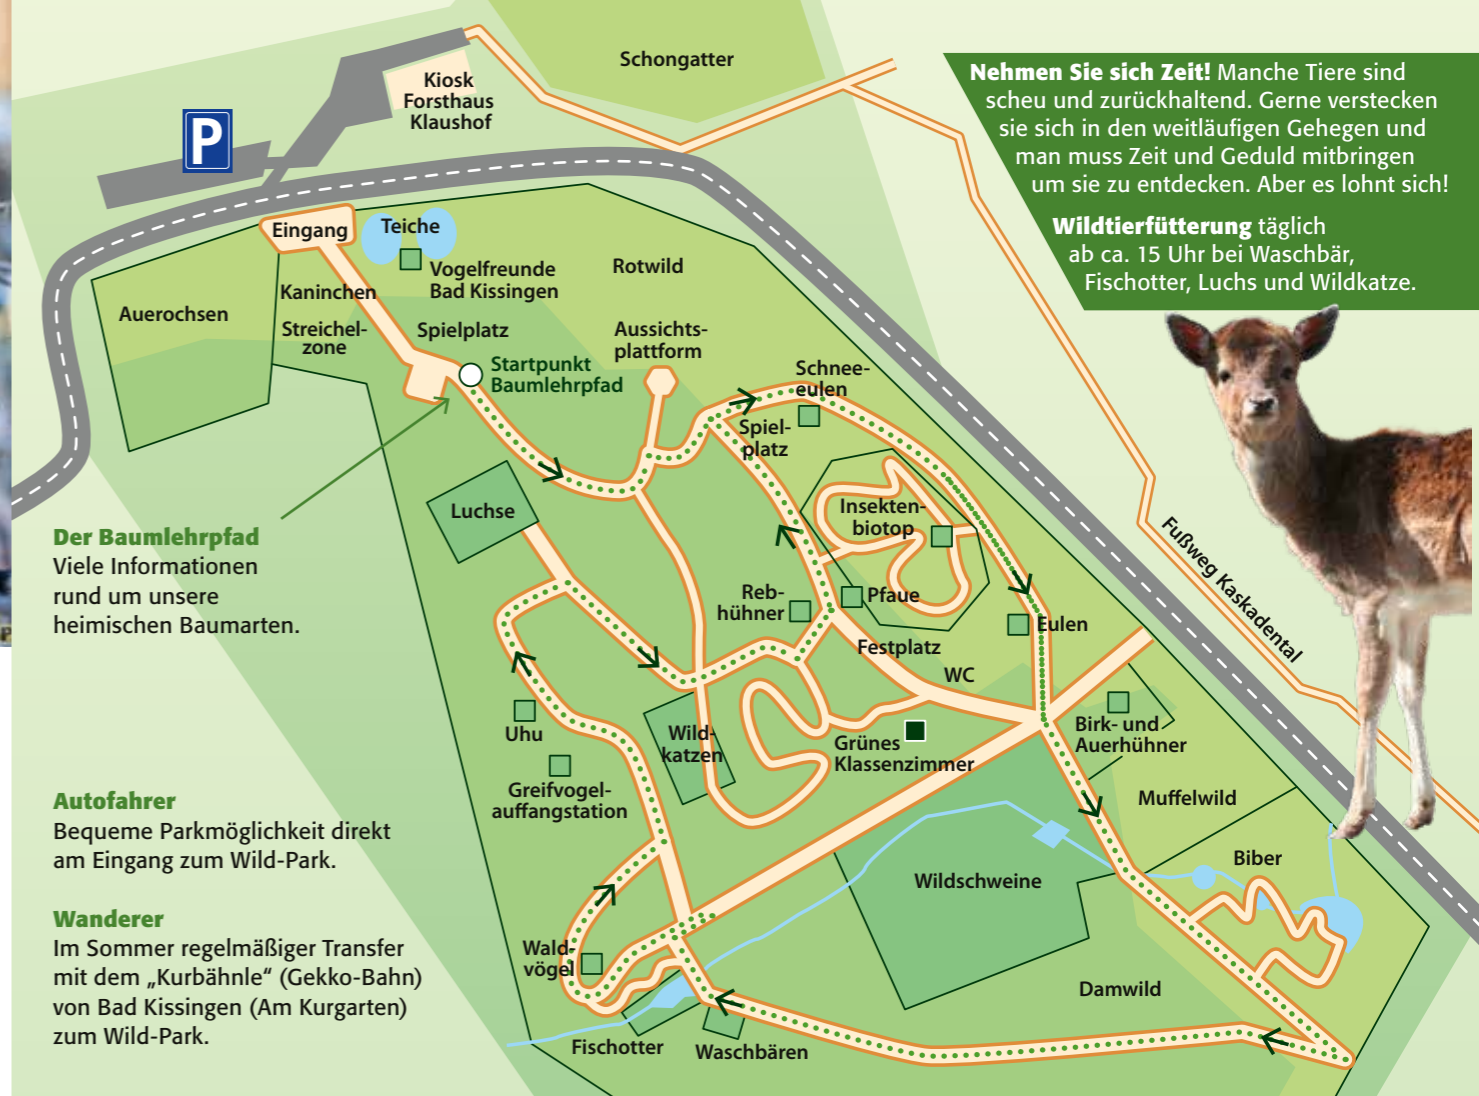 Schongatter
Kiosk
Forsthaus
Klaushof
P
Nehmen Sie sich Zeit! Manche Tiere sind
scheu und zurückhaltend. Gerne verstecken
sie sich in den weitläufigen Gehegen und
man muss Zeit und Geduld mitbringen
um sie zu entdecken. Aber es lohnt sich!
Wildtierfütterung täglich
ab ca. 15 Uhr bei Waschbär,
Fischotter, Luchs und Wildkatze.
Eingang
Teiche
Vogelfreunde
Bad Kissingen
Rotwild
Kaninchen
Auerochsen
Streichel-
zone
Spielplatz
Aussichts-
plattform
Startpunkt
Baumlehrpfad
Schnee-
eulen
Spiel-
platz
Luchse
Insekten-
biotop
Der Baumlehrpfad
Viele Informationen
rund um unsere
heimischen Baumarten.
Reb-
hühner
Pfaue
Eulen
Fußweg Kaskadental
Festplatz
WC
Uhu
Wild-
katzen
Grünes
Klassenzimmer
Birk- und
Auerhühner
Greifvogel-
auffangstation
Muffelwild
Autofahrer
Bequeme Parkmöglichkeit direkt
am Eingang zum Wild-Park.
Biber
Wildschweine
Wanderer
Im Sommer regelmäßiger Transfer
mit dem „Kurbähnle“ (Gekko-Bahn)
von Bad Kissingen (Am Kurgarten)
zum Wild-Park.
Wald-
vögel
Damwild
Fischotter
Waschbären